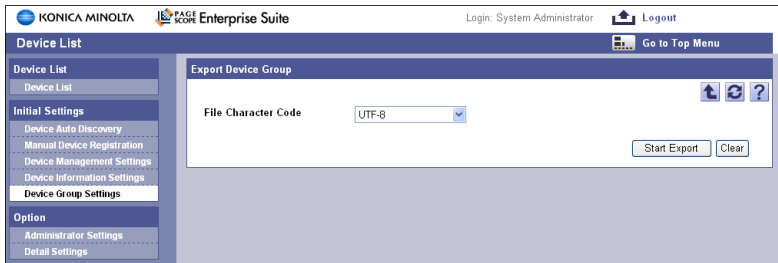 KONICA MINOLTA
PAGE SCOPE Enterprise Suite
Login: System Administrator
Logout
Device List
Go to Top Menu
Device List
Device List
Initial Settings
Device Auto Discovery
Manual Device Registration
Device Management Settings
Device Information Settings
Device Group Settings
Option
Administrator Settings
Detail Settings
Export Device Group
?
File Character Code
UTF-8
Start Export
Clear